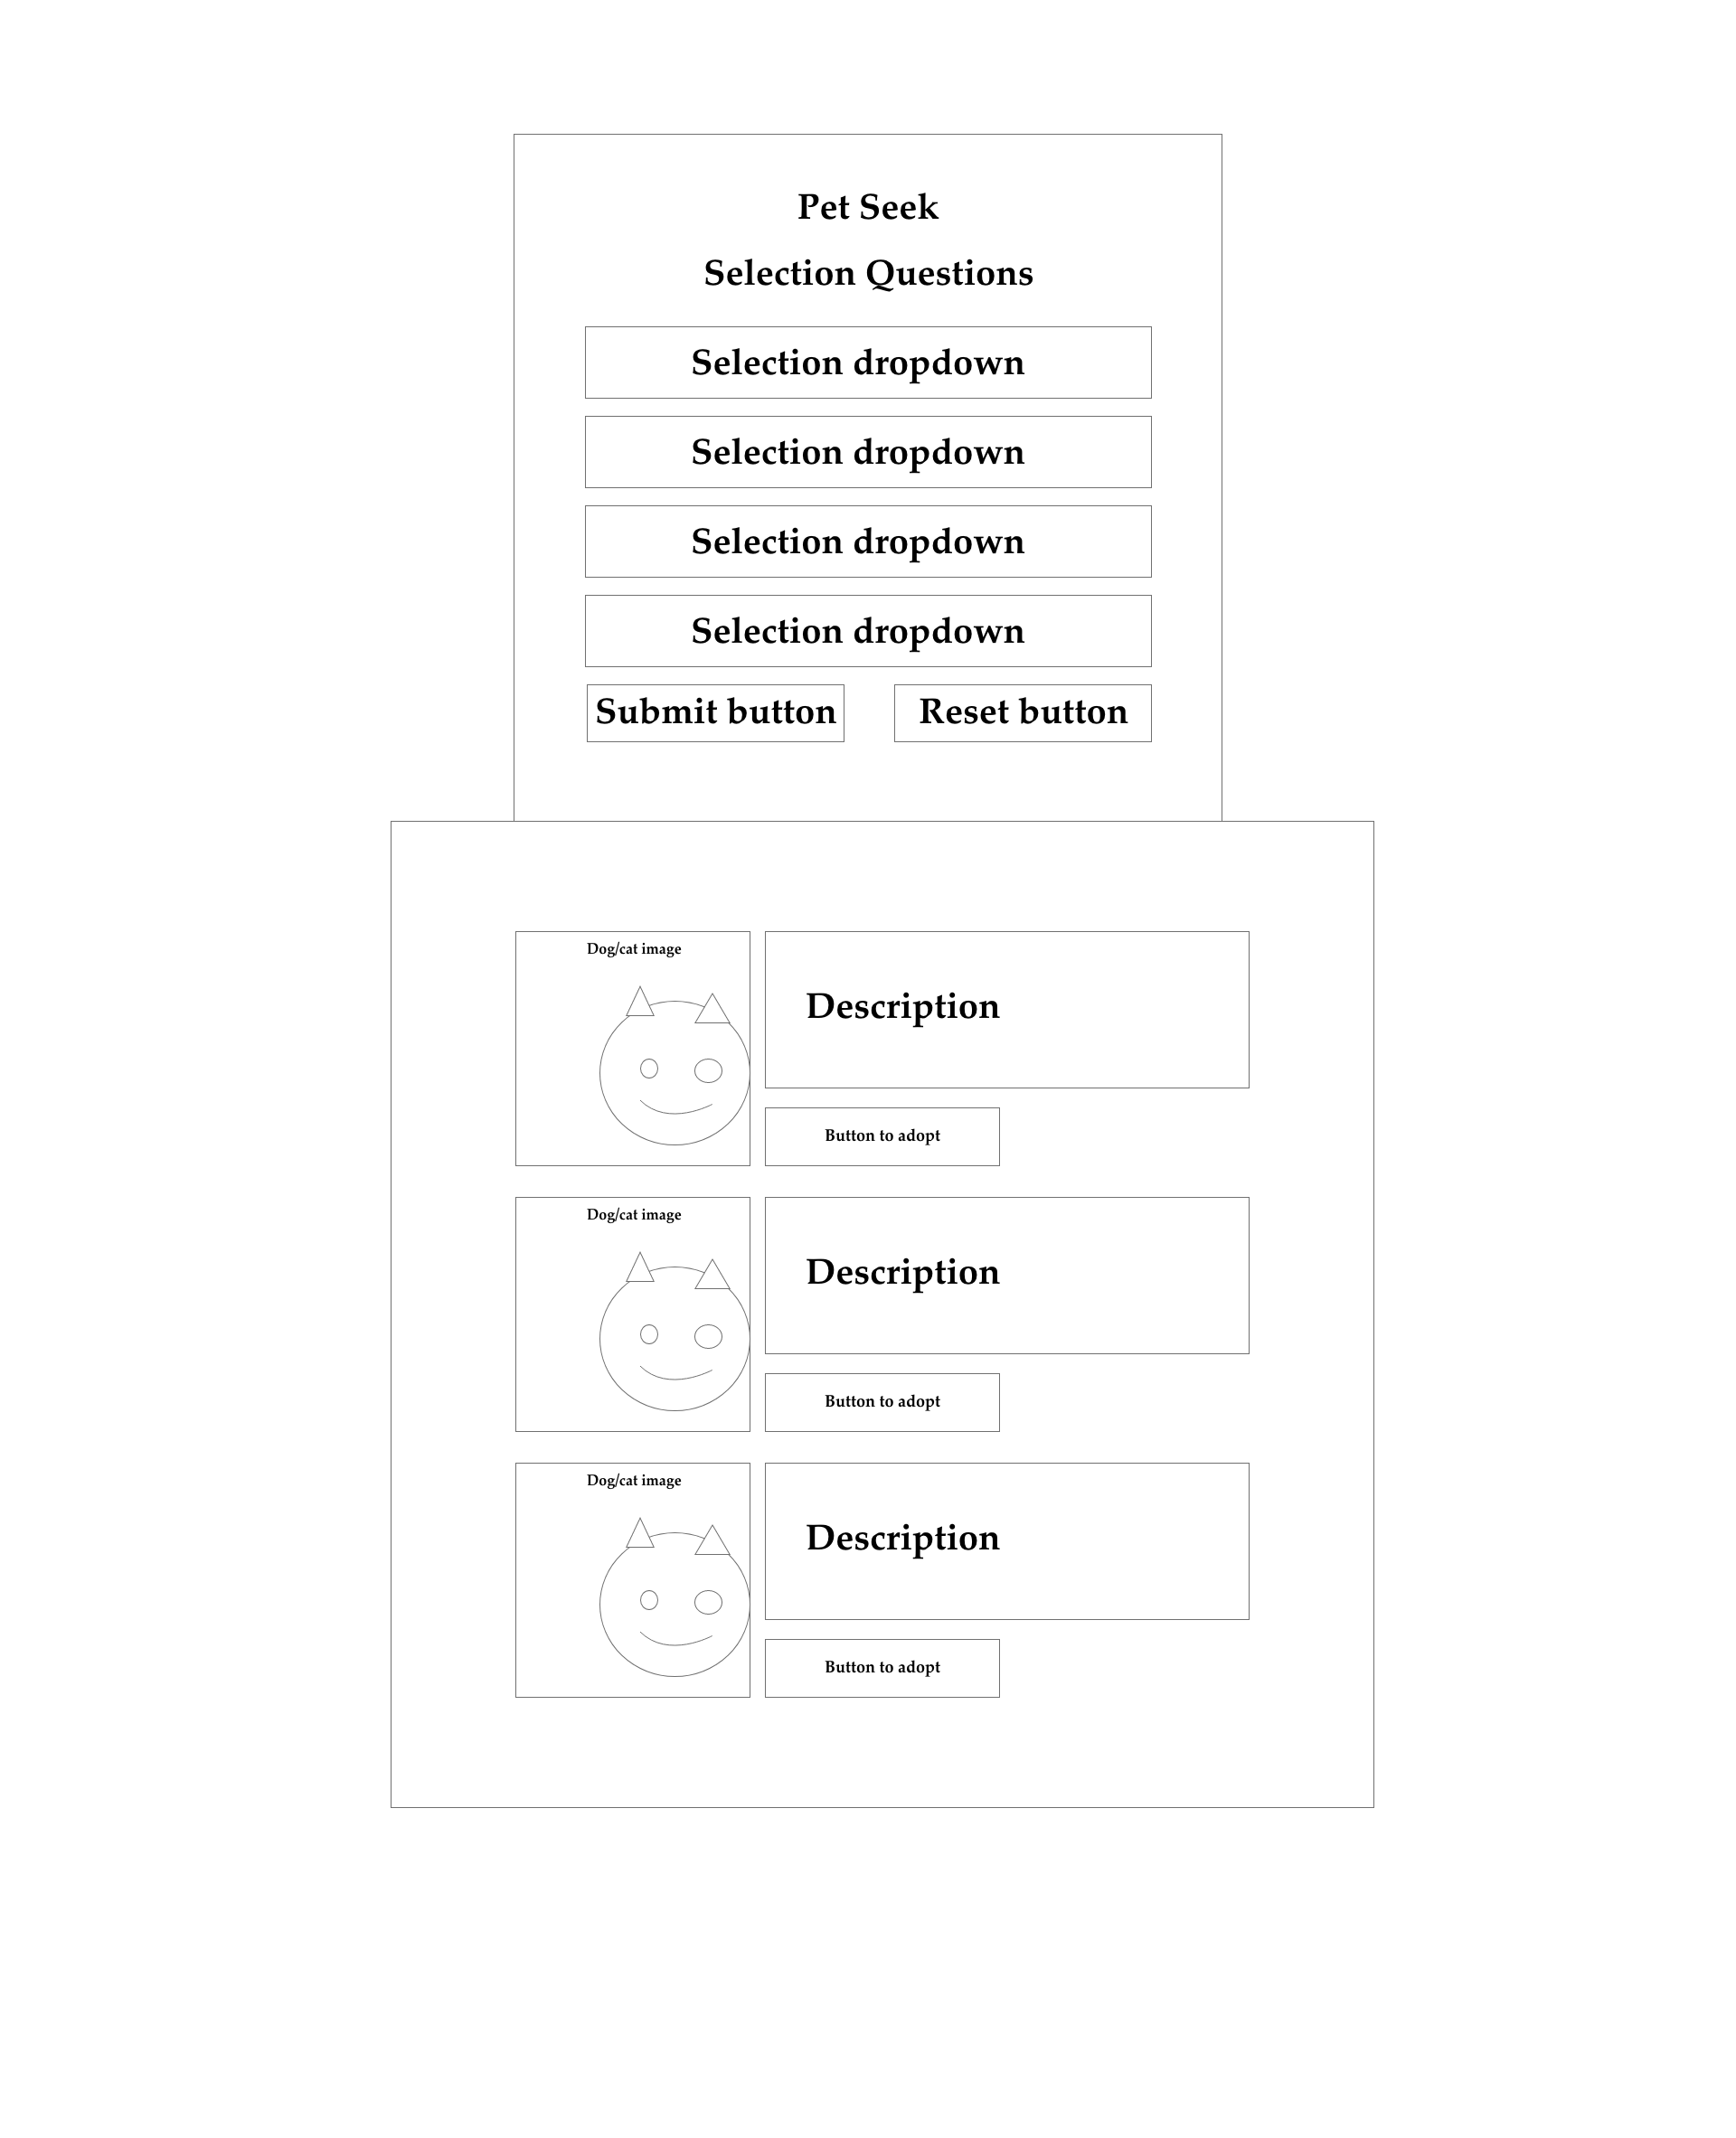 Pet Seek
Selection Questions
Selection dropdown
Selection dropdown
Selection dropdown
Selection dropdown
Submit button
Reset button
Dog/cat image
Description
Button to adopt
Dog/cat image
Description
Button to adopt
Dog/cat image
Description
Button to adopt